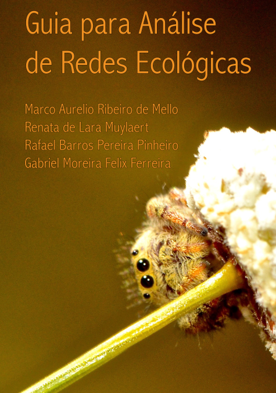 Guia para Análise
de Redes Ecológicas
Marco Aurelio Ribeiro de Mello
Renata de Lara Muylaert
Rafael Barros Pereira Pinheiro
Gabriel Moreira Felix Ferreira